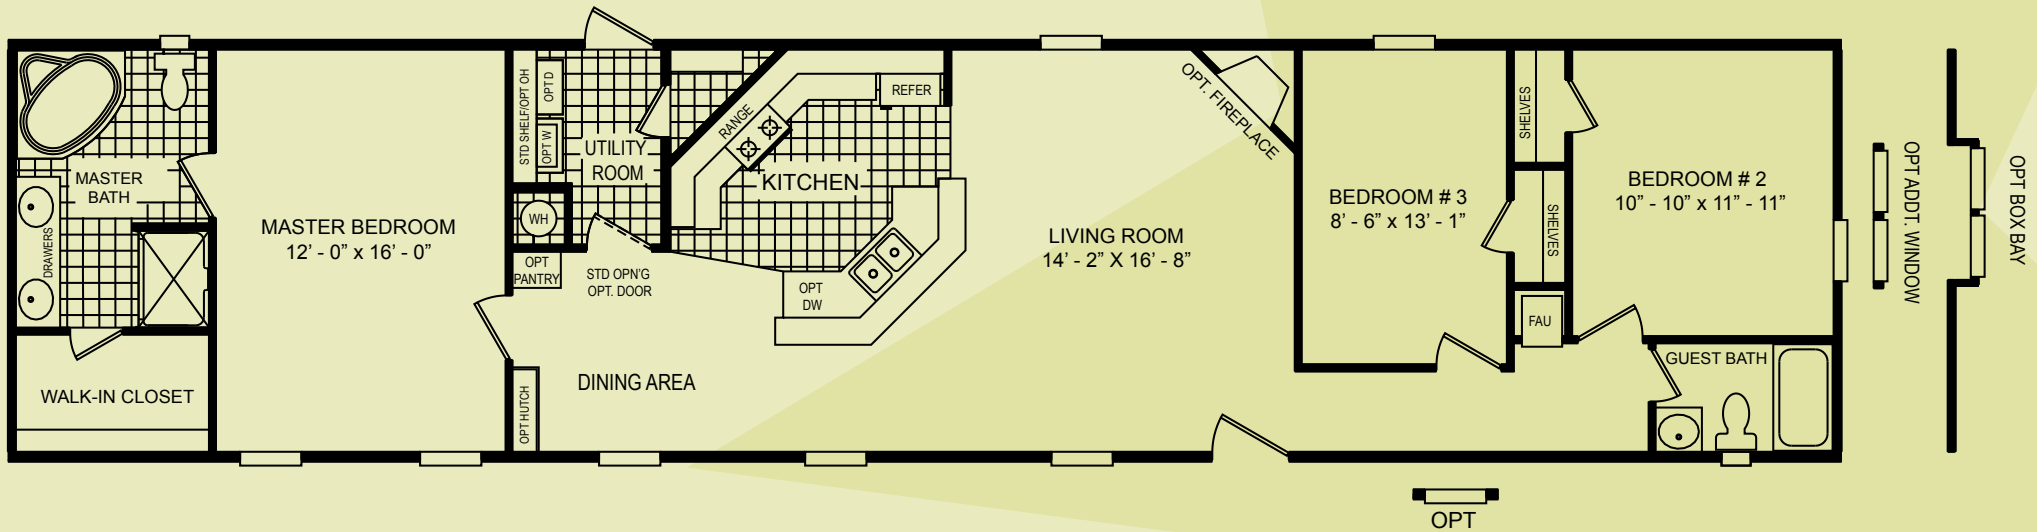 MASTER
BATH
DRAWERS
WALK-IN CLOSET
MASTER BEDROOM
12' - 0" x 16' - 0"
STD SHELF/OPT OH
OPT D
OPT W
UTILITY
ROOM
WH
OPT
PANTRY
STD OPN'G
OPT. DOOR
OPT HUTCH
DINING AREA
RANGE
REFER
KITCHEN
OPT
DW
LIVING ROOM
14' - 2" X 16' - 8"
OPT. FIREPLACE
BEDROOM # 3
8' - 6" x 13' - 1"
SHELVES
SHELVES
FAU
BEDROOM # 2
10" - 10" x 11" - 11"
GUEST BATH
OPT ADDT. WINDOW
OPT BOX BAY
OPT